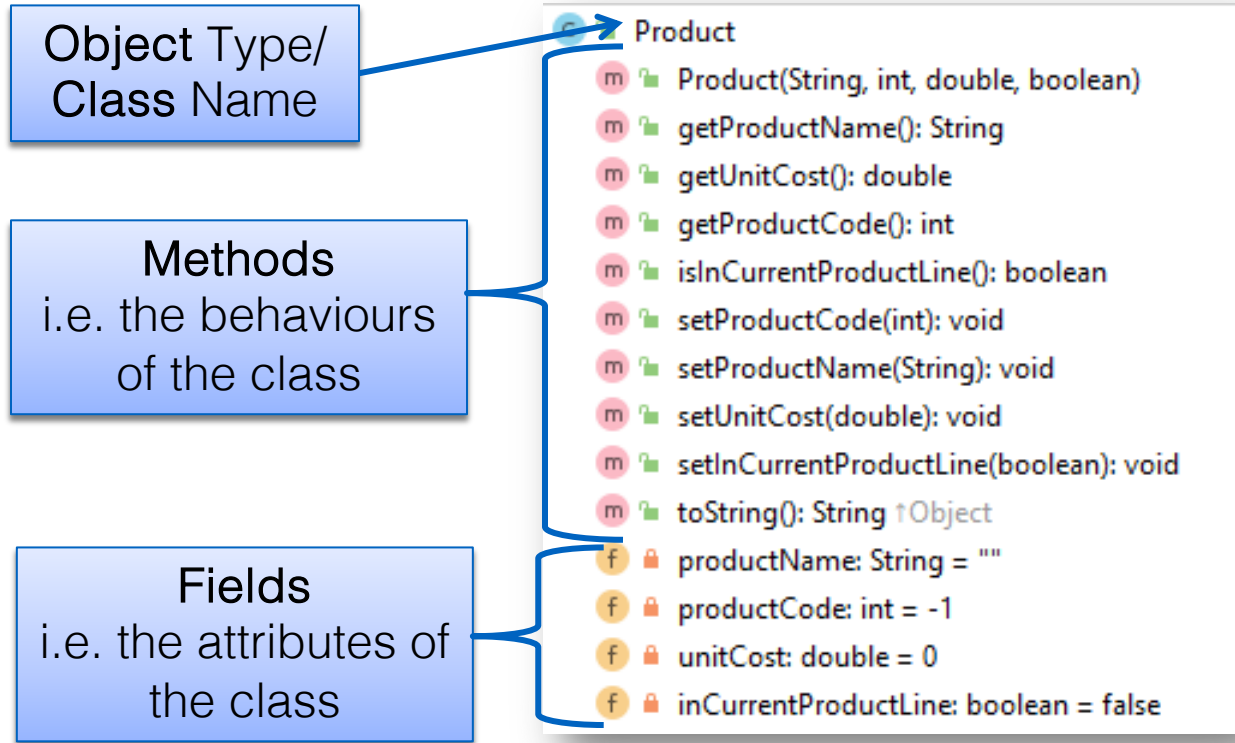 Object Type/
Class Name
Methods
i.e. the behaviours
of the class
Fields
i.e. the attributes of
the class
Product
m Product(String, int, double, boolean)
m getProductName(): String
m getUnitCost(): double
m getProductCode(): int
m isInCurrentProductLine(): boolean
m setProductCode(int): void
m setProductName(String): void
m setUnitCost(double): void
m setInCurrentProductLine(boolean): void
m toString(): String ↑Object
f productName: String = ""
f productCode: int = -1
f unitCost: double = 0
f inCurrentProductLine: boolean = false